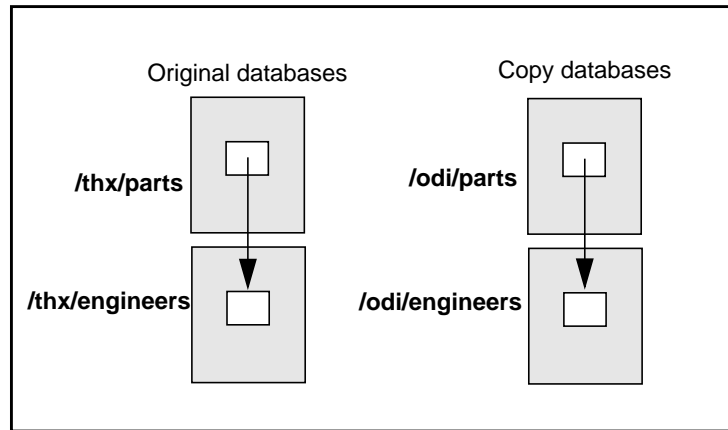 Original databases
Copy databases
/thx/parts
/odi/parts
/thx/engineers
/odi/engineers